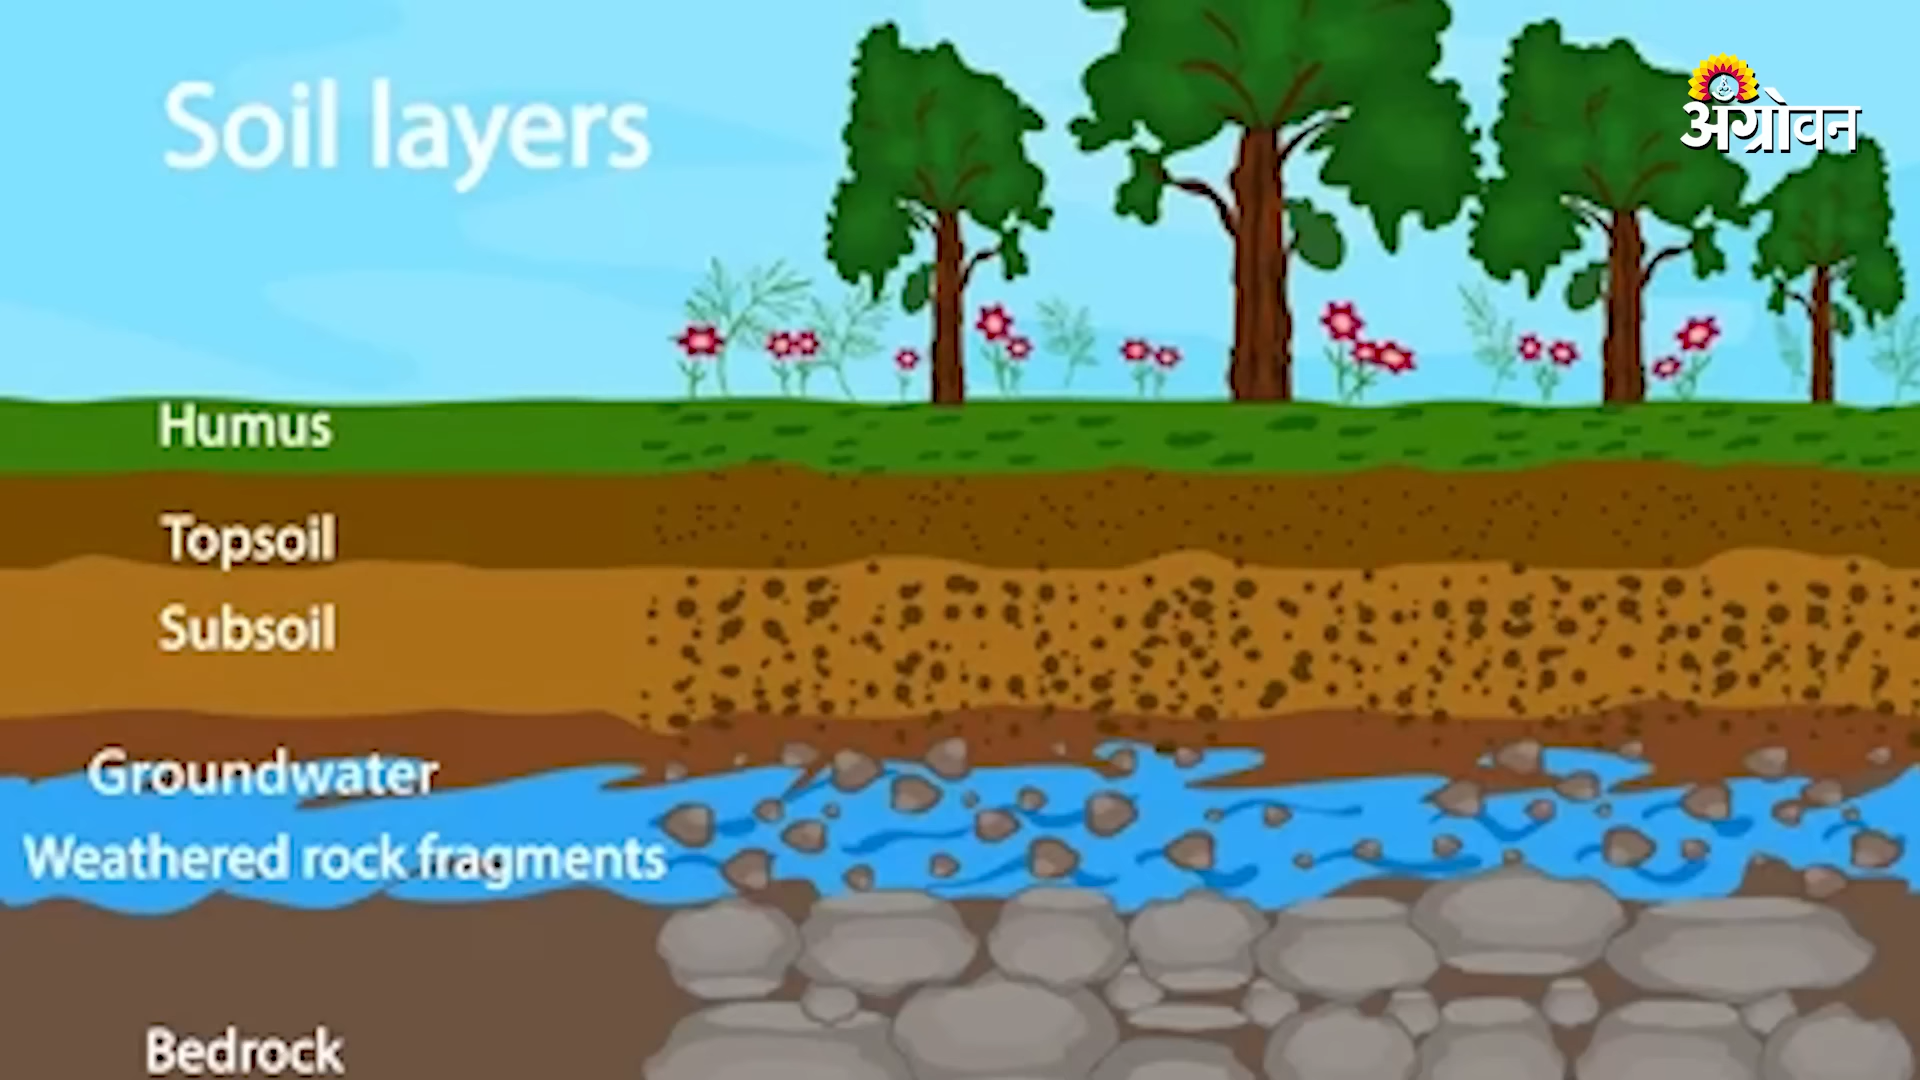 Soil layers
अॅग्रोवन
Humus
Topsoil
Subsoil
Groundwater
Weathered rock fragments
Bedrock